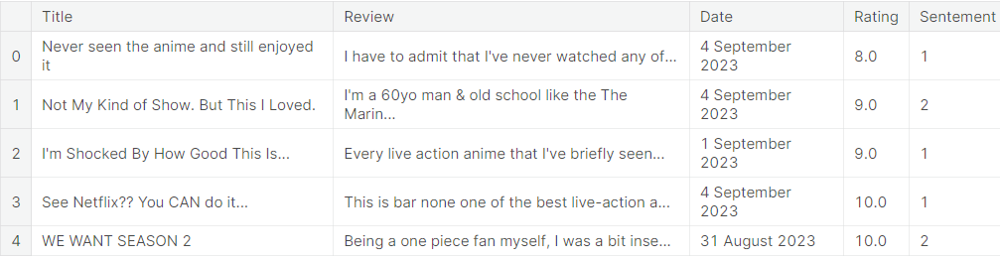 Title Review Date Rating Sentement
0 Never seen the anime and still enjoyed it I have to admit that I've never watched any of... 4 September 2023 8.0 1
1 Not My Kind of Show. But This I Loved. I'm a 60yo man & old school like the The Marin... 4 September 2023 9.0 2
2 I'm Shocked By How Good This Is... Every live action anime that I've briefly seen... 1 September 2023 9.0 1
3 See Netflix?? You CAN do it... This is bar none one of the best live-action a... 4 September 2023 10.0 1
4 WE WANT SEASON 2 Being a one piece fan myself, I was a bit inse... 31 August 2023 10.0 2